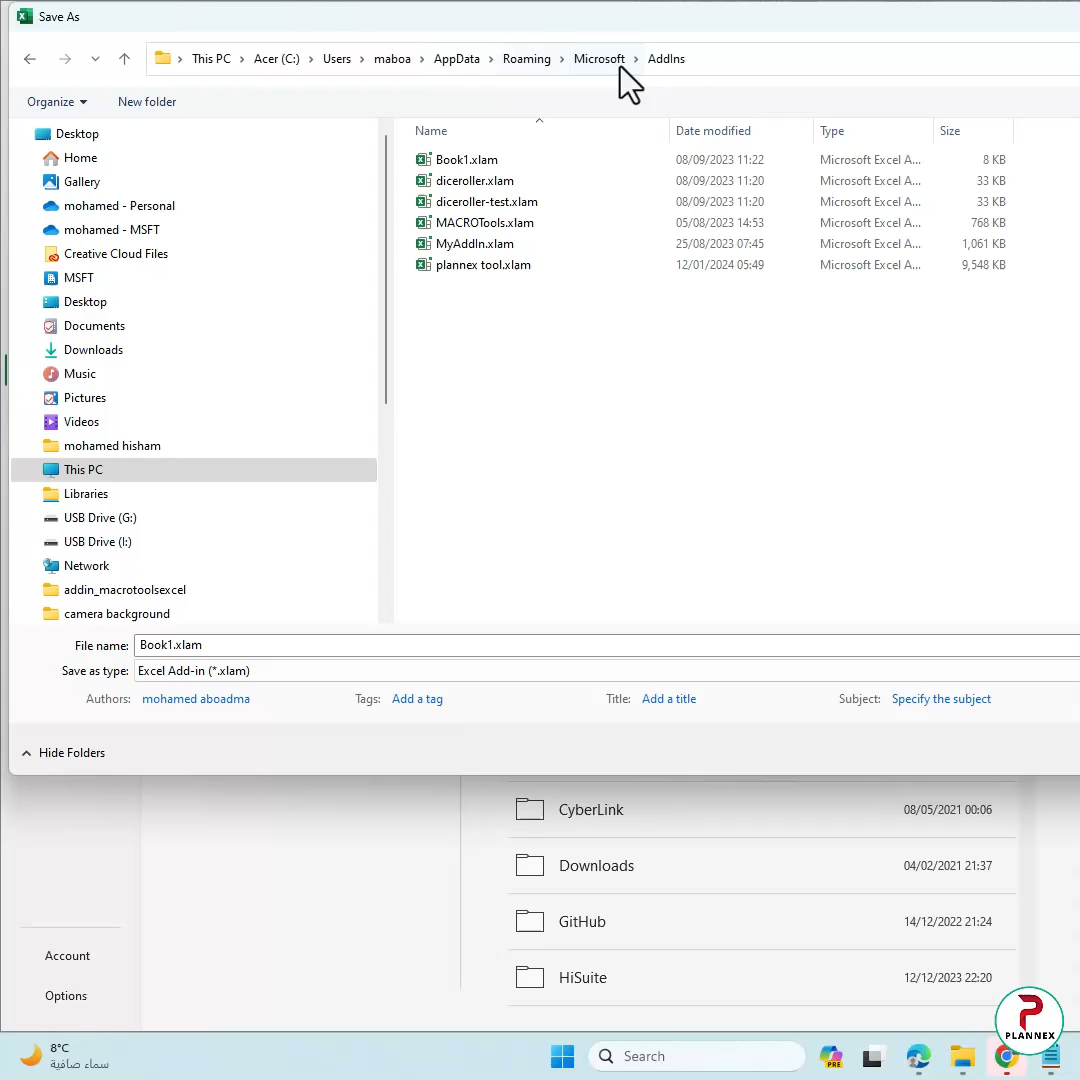 Save As
This PC > Acer (C:) > Users > maboa > AppData > Roaming > Microsoft > AddIns
Organize New folder
Name Date modified Type Size
Book1.xlam 08/09/2023 11:22 Microsoft Excel A... 8 KB
diceroller.xlam 08/09/2023 11:20 Microsoft Excel A... 33 KB
diceroller-test.xlam 08/09/2023 11:20 Microsoft Excel A... 33 KB
MACROTools.xlam 05/08/2023 14:53 Microsoft Excel A... 768 KB
MyAddIn.xlam 25/08/2023 07:45 Microsoft Excel A... 1,061 KB
plannex tool.xlam 12/01/2024 05:49 Microsoft Excel A... 9,548 KB
Desktop
Home
Gallery
mohamed - Personal
mohamed - MSFT
Creative Cloud Files
MSFT
Desktop
Documents
Downloads
Music
Pictures
Videos
mohamed hisham
This PC
Libraries
USB Drive (G:)
USB Drive (I:)
Network
addin_macrotoolsexcel
camera background
File name: Book1.xlam
Save as type: Excel Add-in (*.xlam)
Authors: mohamed aboadma Tags: Add a tag Title: Add a title Subject: Specify the subject
Hide Folders
CyberLink 08/05/2021 00:06
Downloads 04/02/2021 21:37
GitHub 14/12/2022 21:24
HiSuite 12/12/2023 22:20
Account
Options
PLANNEX
8°C
سماء صافية
Search
PRE